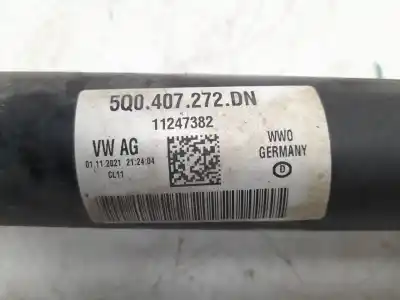 5Q0.407.272.DN
11247382
VW AG
01.11.2021 21:24:04
CL11
WWO
GERMANY
B